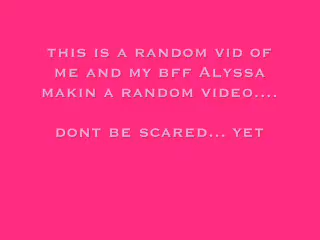 this is a random vid of
me and my bff Alyssa
makin a random video....
dont be scared... yet